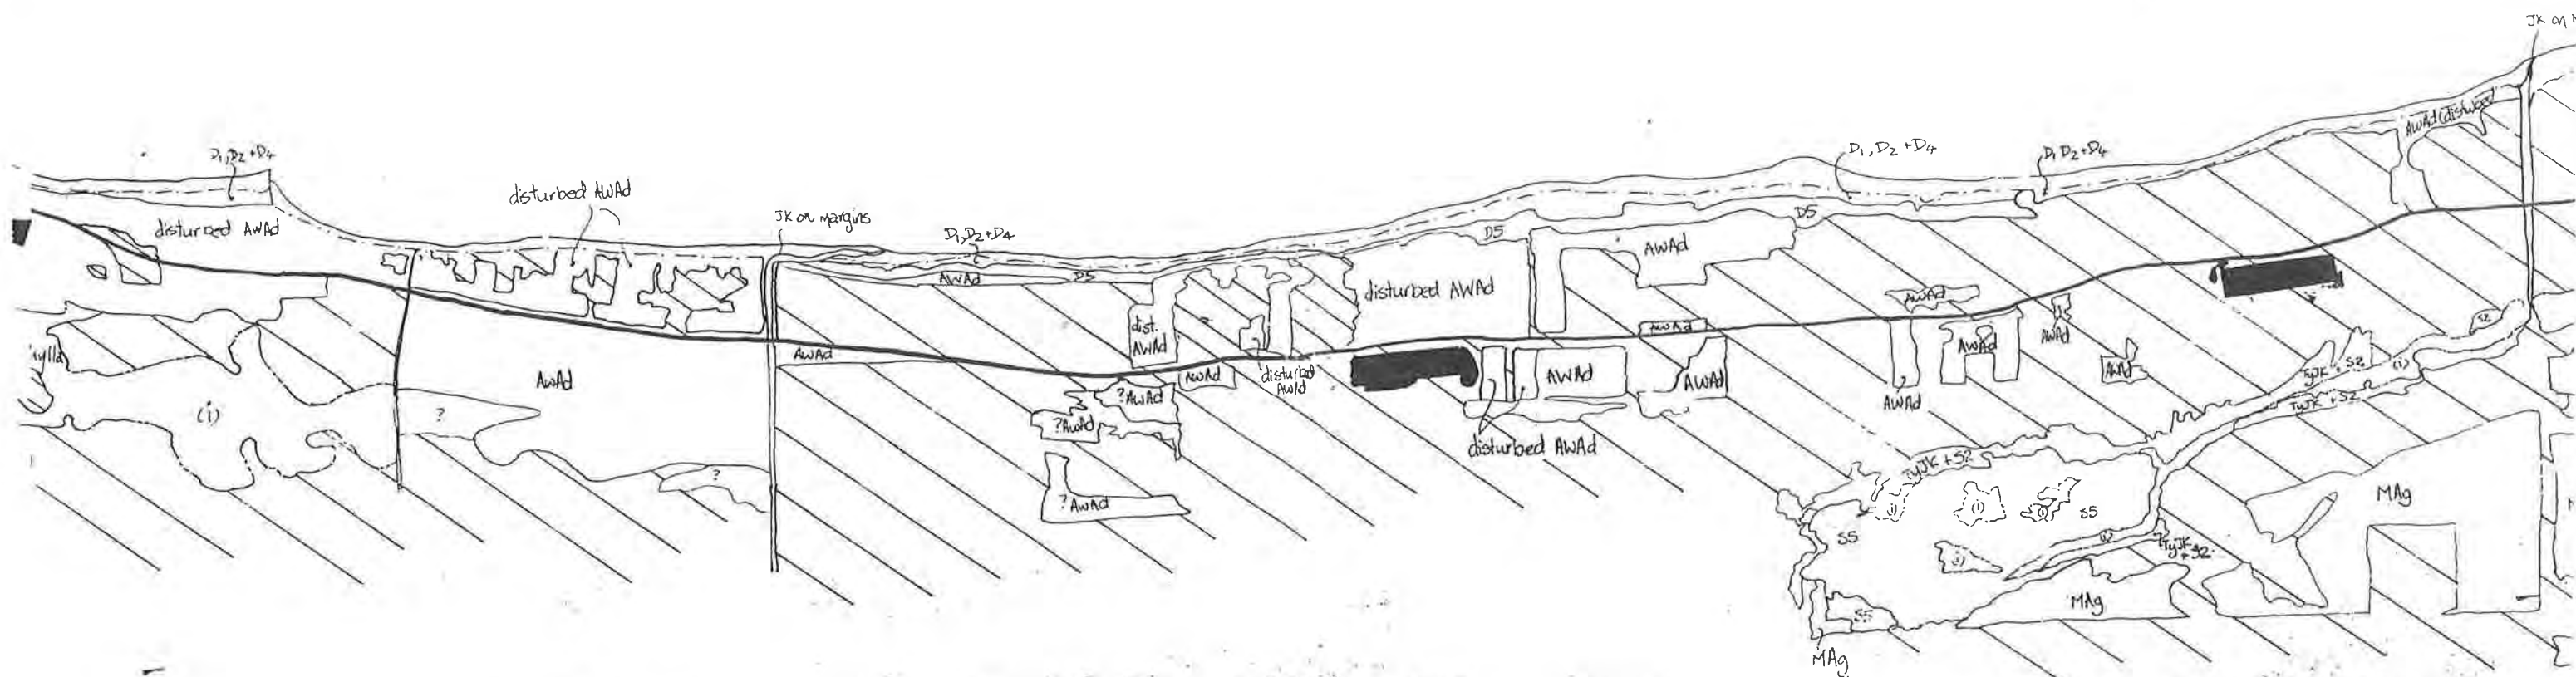 JK on
AWAd (disturbed
D1, D2 + D4
D1, D2 + D4
D1 D2 + D4
disturbed AWAd
disturbed AWAd
JK on margins
D1, D2 + D4
D5
D5
AWAd
AWAd
D5
disturbed AWAd
dist.
AWAd
AWAd
AWAd
AWAd
AWAd
AWAd
AWAd
AWAd
disturbed
AWAd
AWAd
AWAd
AWAd
AWAd
AWAd
?AWAd
?AWAd
?AWAd
disturbed AWAd
(i)
?
?
S2
TyJK + S2
(i)
TyJK + S2
TyJK + S2
(i)
(i)
(i)
S5
S5
(i)
(i)
TyJK
+ S2
MAg
MAg
S5
MAg